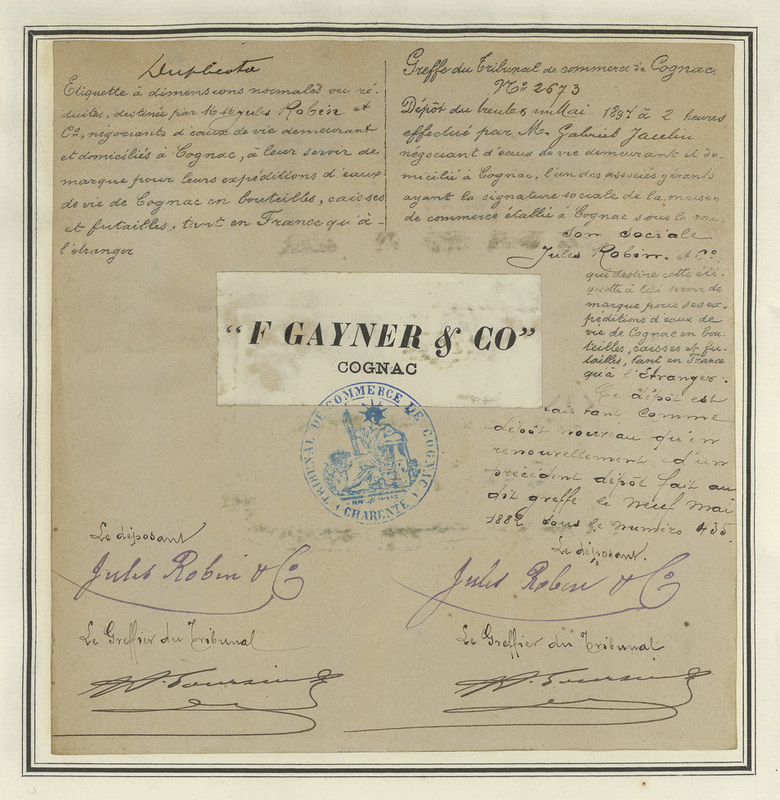 Duplicata
Etiquette à dimensions normales ou ré-
duites, destinée par Mrs Jules Robin et
Co, négociants d'eaux de vie demeurant
et domiciliés à Cognac, à leur servir de
marque pour leurs expéditions d'eaux
de vie de Cognac en bouteilles, caisses
et futailles, tant en France qu'à
l'étranger
Greffe du Tribunal de commerce de Cognac.
No 2673
Dépôt du trente un Mai 1897 à 2 heures
effectué par M. Gabriel
négociant d'eaux de vie demeurant et do-
micilié à Cognac, l'un des associés gérants
ayant la signature sociale de la maison
de commerce établie à Cognac sous la rai-
son sociale
Jules Robin et Co,
qui destine cette éti-
quette à lui servir de
marque pour ses ex-
péditions d'eaux de
vie de Cognac en bou-
teilles, caisses et fu-
tailles, tant en France
qu'à l'Etranger.
Ce dépôt est
fait tant comme
dépôt nouveau qu'en
renouvellement d'un
précédent dépôt fait au
dit greffe le neuf mai
1882 sous le numéro 435.
"F GAYNER & CO"
COGNAC
TRIBUNAL DE COMMERCE DE COGNAC
CHARENTE
Le déposant
Jules Robin & Co
Le Greffier du Tribunal
Le déposant.
Jules Robin & Co
Le Greffier du Tribunal